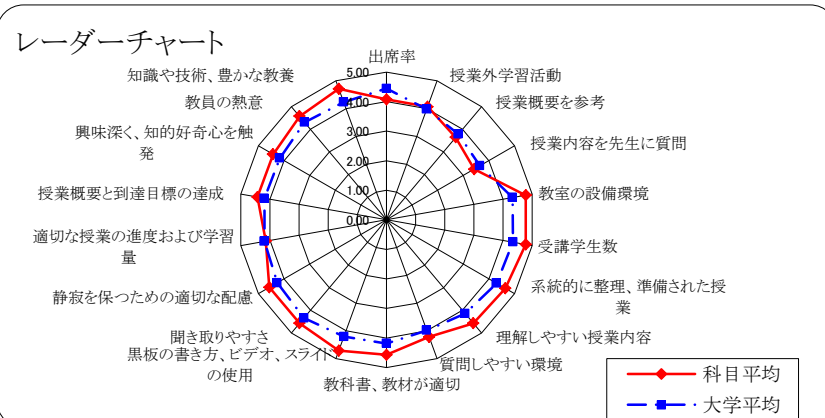 レーダーチャート
出席率
授業外学習活動
授業概要を参考
授業内容を先生に質問
教室の設備環境
受講学生数
系統的に整理、準備された授
業
理解しやすい授業内容
質問しやすい環境
教科書、教材が適切
黒板の書き方、ビデオ、スライド
の使用
聞き取りやすさ
静寂を保つための適切な配慮
適切な授業の進度および学習
量
授業概要と到達目標の達成
興味深く、知的好奇心を触
発
教員の熱意
知識や技術、豊かな教養
5.00
4.00
3.00
2.00
1.00
0.00
科目平均
大学平均